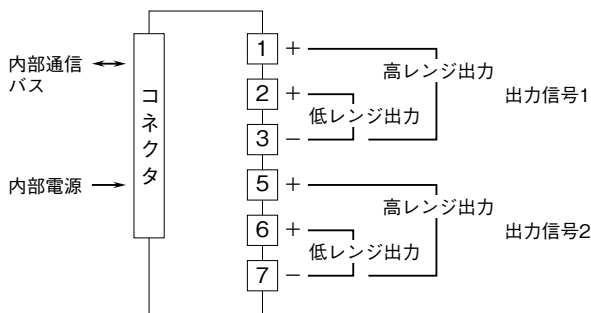 内部通信
バス
内部電源
コネクタ
1 +
2 +
3 −
5 +
6 +
7 −
高レンジ出力
低レンジ出力
出力信号1
高レンジ出力
低レンジ出力
出力信号2